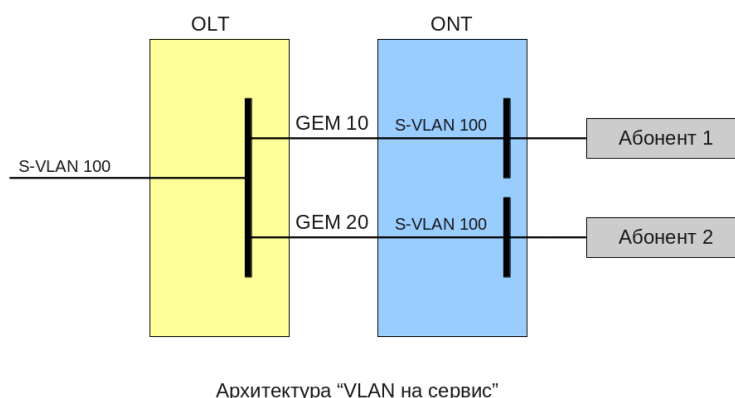 OLT
ONT
GEM 10
S-VLAN 100
Абонент 1
S-VLAN 100
GEM 20
S-VLAN 100
Абонент 2
Архитектура “VLAN на сервис”